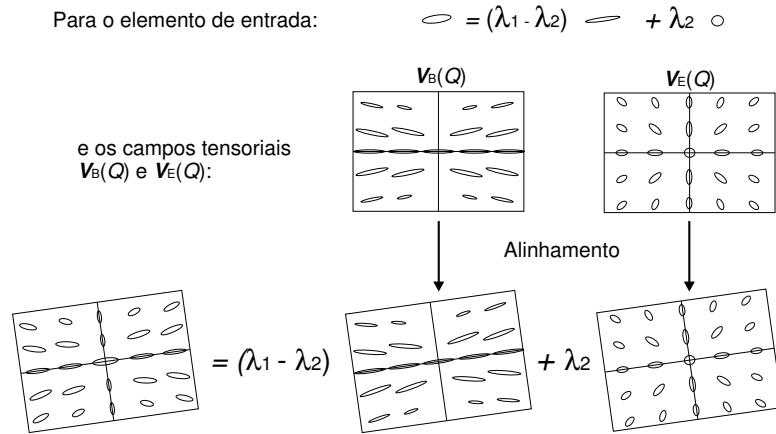 Para o elemento de entrada: = (λ1 - λ2) + λ2
VB(Q) VE(Q)
e os campos tensoriais
VB(Q) e VE(Q):
Alinhamento
= (λ1 - λ2) + λ2